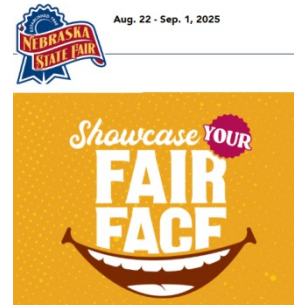 Aug. 22 - Sep. 1, 2025
NEBRASKA
STATE FAIR
Showcase YOUR
FAIR
FACE